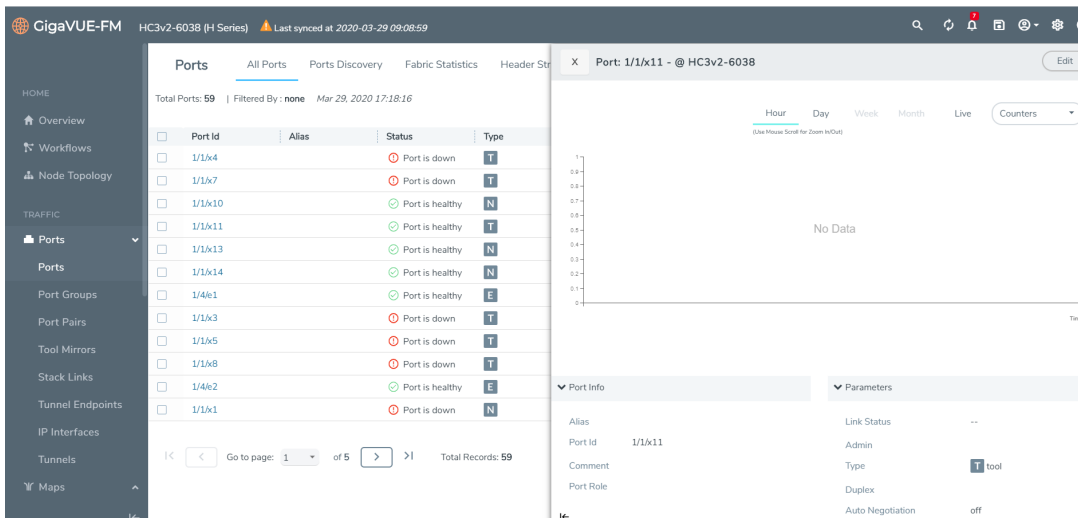 GigaVUE-FM HC3v2-6038 (H Series) Last synced at 2020-03-29 09:08:59
7
HOME
Overview
Workflows
Node Topology
TRAFFIC
Ports
Ports
Port Groups
Port Pairs
Tool Mirrors
Stack Links
Tunnel Endpoints
IP Interfaces
Tunnels
Maps
Ports All Ports Ports Discovery Fabric Statistics Header Str
Total Ports: 59 | Filtered By : none Mar 29, 2020 17:18:16
Port Id Alias Status Type
1/1/x4 Port is down T
1/1/x7 Port is down T
1/1/x10 Port is healthy N
1/1/x11 Port is healthy T
1/1/x13 Port is healthy N
1/1/x14 Port is healthy N
1/4/e1 Port is healthy E
1/1/x3 Port is down T
1/1/x5 Port is down T
1/1/x8 Port is down T
1/4/e2 Port is healthy E
1/1/x1 Port is down N
Go to page: 1 of 5 Total Records: 59
X Port: 1/1/x11 - @ HC3v2-6038 Edit
Hour Day Week Month Live Counters
(Use Mouse Scroll for Zoom In/Out)
1
0.9
0.8
0.7
0.6
0.5
0.4
0.3
0.2
0.1
0
No Data
Port Info
Alias
Port Id 1/1/x11
Comment
Port Role
Parameters
Link Status --
Admin
Type T tool
Duplex
Auto Negotiation off